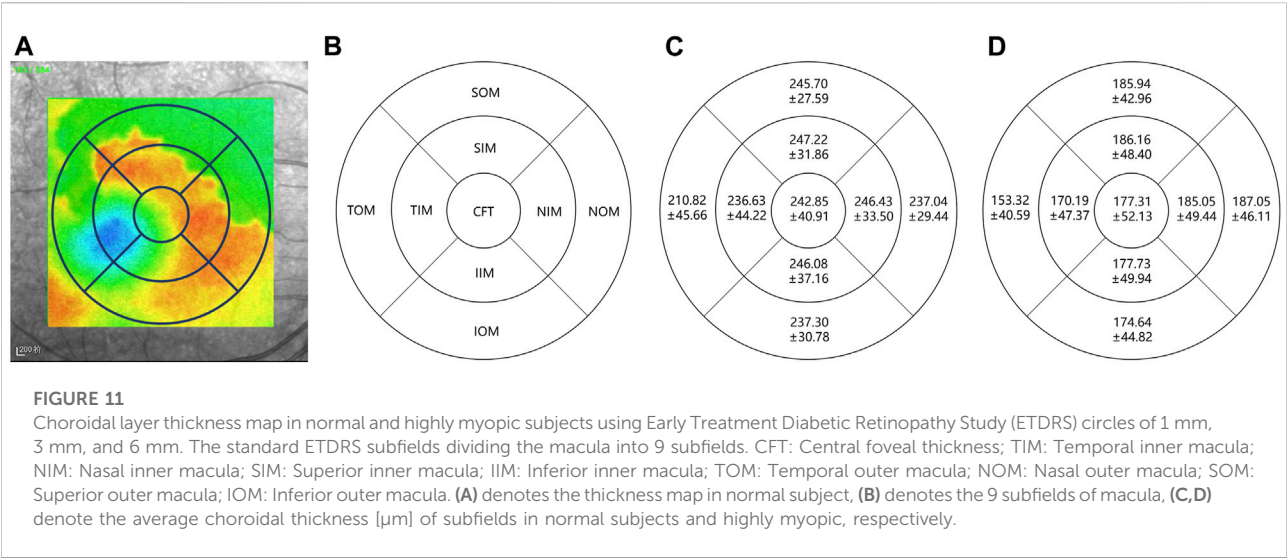 A
B
C
D
SOM
SIM
TOM
TIM
CFT
NIM
NOM
IIM
IOM
245.70
±27.59
247.22
±31.86
210.82
±45.66
236.63
±44.22
242.85
±40.91
246.43
±33.50
237.04
±29.44
246.08
±37.16
237.30
±30.78
185.94
±42.96
186.16
±48.40
153.32
±40.59
170.19
±47.37
177.31
±52.13
185.05
±49.44
187.05
±46.11
177.73
±49.94
174.64
±44.82
FIGURE 11
Choroidal layer thickness map in normal and highly myopic subjects using Early Treatment Diabetic Retinopathy Study (ETDRS) circles of 1 mm,
3 mm, and 6 mm. The standard ETDRS subfields dividing the macula into 9 subfields. CFT: Central foveal thickness; TIM: Temporal inner macula;
NIM: Nasal inner macula; SIM: Superior inner macula; IIM: Inferior inner macula; TOM: Temporal outer macula; NOM: Nasal outer macula; SOM:
Superior outer macula; IOM: Inferior outer macula. (A) denotes the thickness map in normal subject, (B) denotes the 9 subfields of macula, (C,D)
denote the average choroidal thickness [µm] of subfields in normal subjects and highly myopic, respectively.